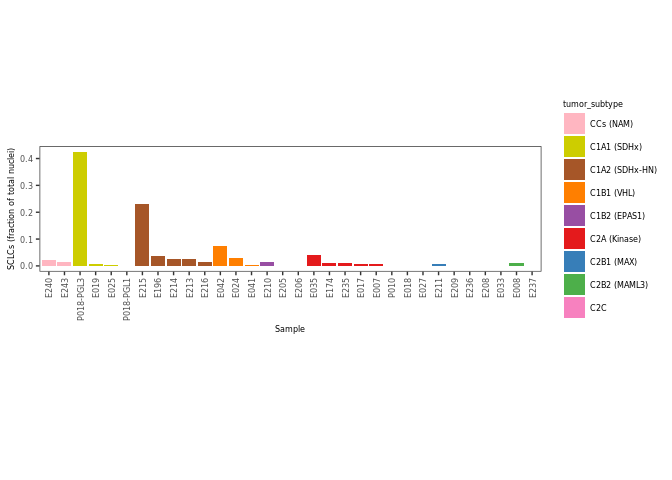 SCLCs (fraction of total nuclei)
0.4
0.3
0.2
0.1
0.0
E240
E243
P018-PGL3
E019
E025
P018-PGL1
E215
E196
E214
E213
E216
E042
E024
E041
E210
E205
E206
E035
E174
E235
E017
E007
P010
E018
E027
E211
E209
E236
E208
E033
E008
E237
Sample
tumor_subtype
CCs (NAM)
C1A1 (SDHx)
C1A2 (SDHx-HN)
C1B1 (VHL)
C1B2 (EPAS1)
C2A (Kinase)
C2B1 (MAX)
C2B2 (MAML3)
C2C